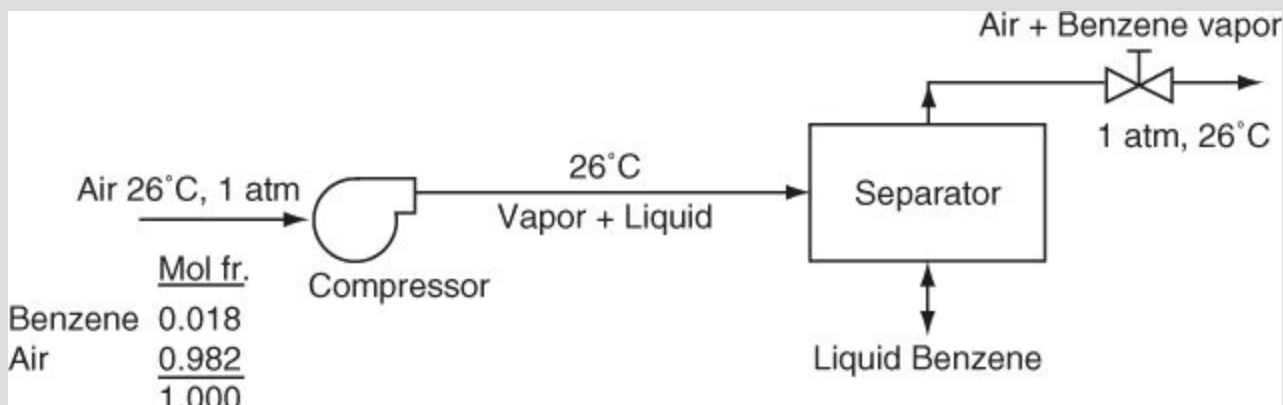 Air + Benzene vapor
1 atm, 26°C
26°C
Air 26°C, 1 atm
Vapor + Liquid
Separator
Compressor
Mol fr.
Benzene 0.018
Air 0.982
1.000
Liquid Benzene